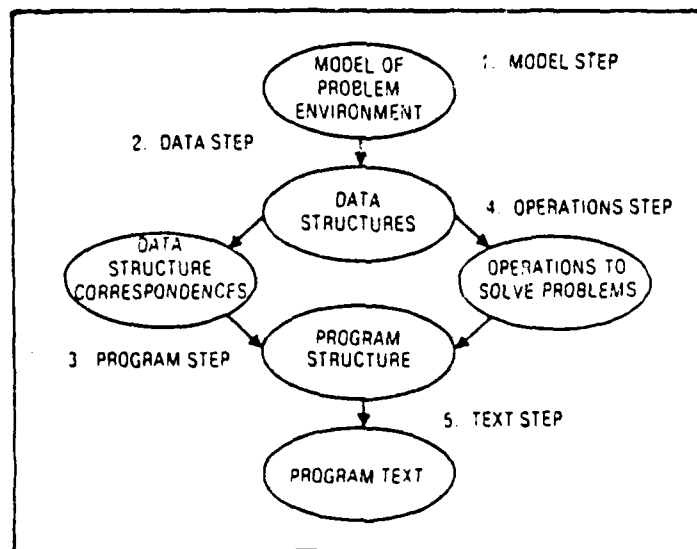 MODEL OF
PROBLEM
ENVIRONMENT
1. MODEL STEP
2. DATA STEP
DATA
STRUCTURES
4. OPERATIONS STEP
DATA
STRUCTURE
CORRESPONDENCES
OPERATIONS TO
SOLVE PROBLEMS
PROGRAM
STRUCTURE
3 PROGRAM STEP
5. TEXT STEP
PROGRAM TEXT